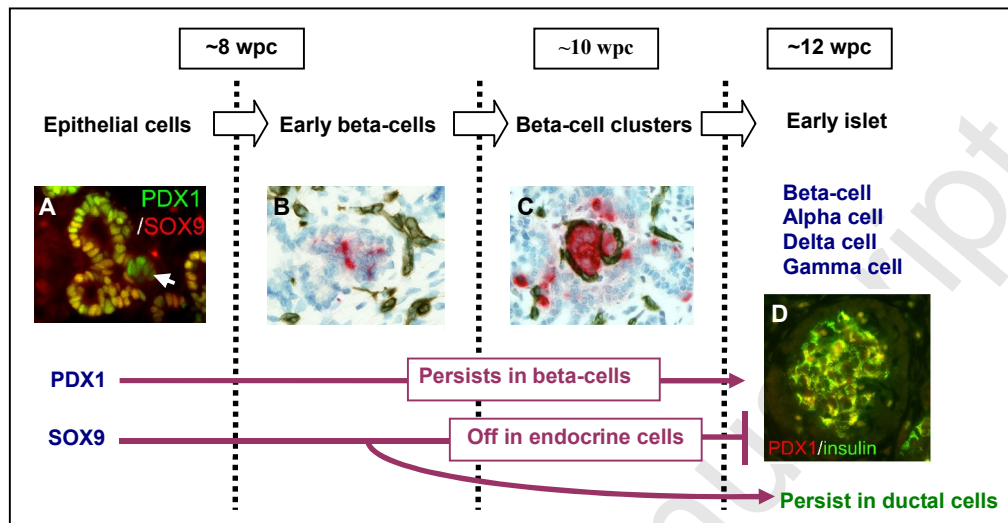 ~8 wpc
~10 wpc
~12 wpc
Epithelial cells
Early beta-cells
Beta-cell clusters
Early islet
A
PDX1
/SOX9
B
C
Beta-cell
Alpha cell
Delta cell
Gamma cell
D
PDX1/insulin
PDX1
Persists in beta-cells
SOX9
Off in endocrine cells
Persist in ductal cells